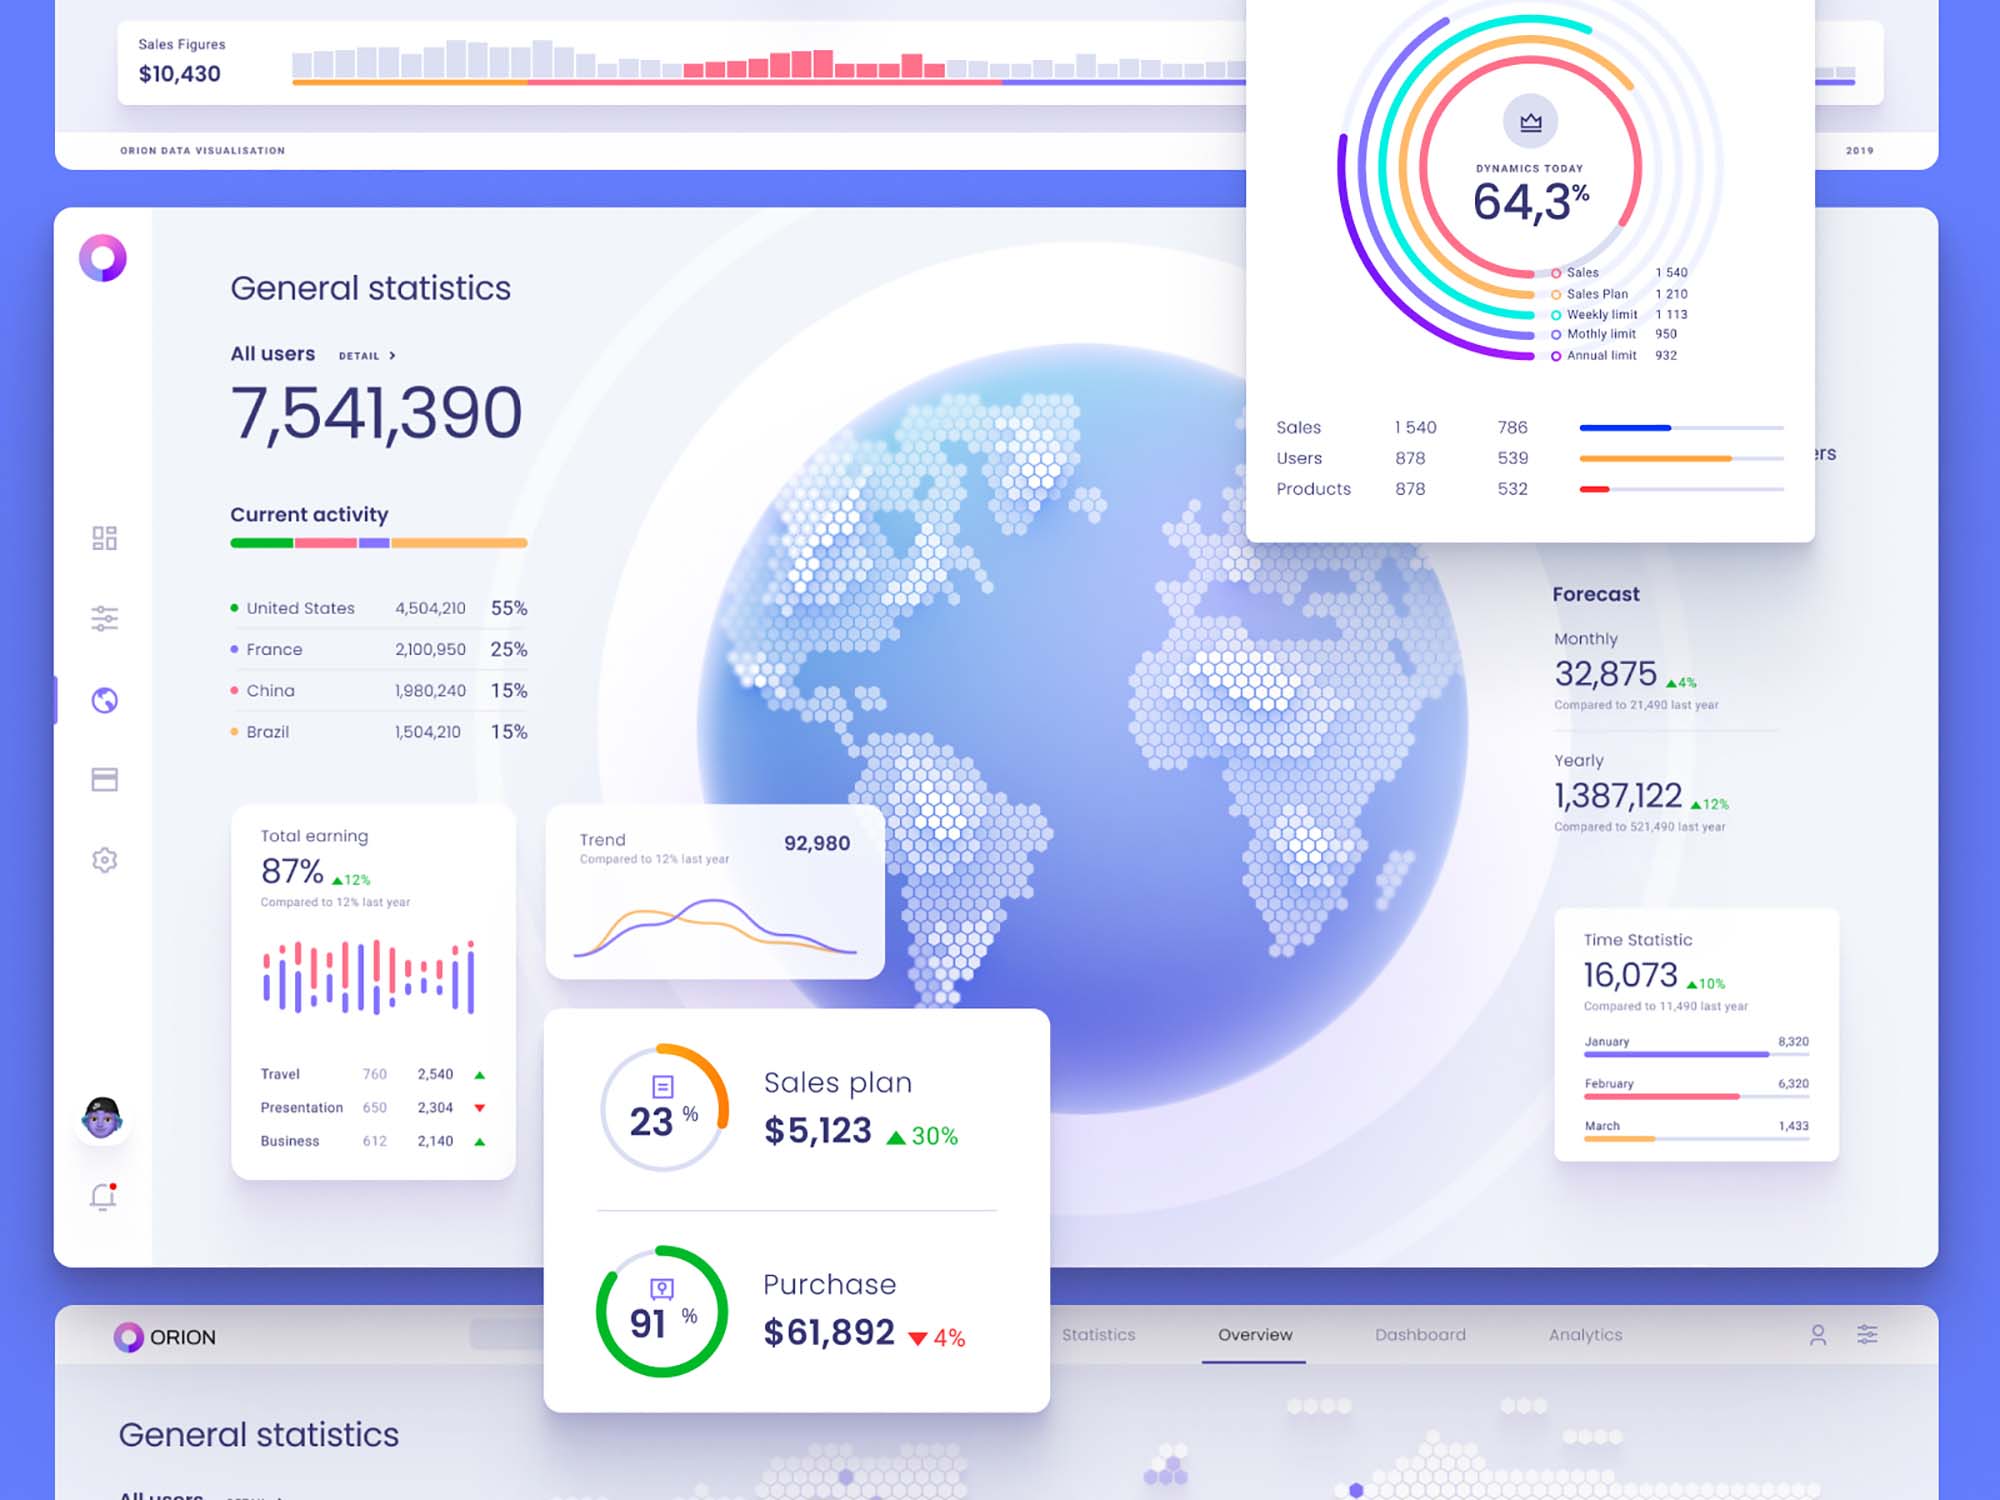 Sales Figures
$10,430
ORION DATA VISUALISATION
2019
DYNAMICS TODAY
64,3%
Sales 1 540
Sales Plan 1 210
Weekly limit 1 113
Mothly limit 950
Annual limit 932
Sales 1 540 786
Users 878 539
Products 878 532
General statistics
All users DETAIL >
7,541,390
Current activity
United States 4,504,210 55%
France 2,100,950 25%
China 1,980,240 15%
Brazil 1,504,210 15%
Total earning
87% 12%
Compared to 12% last year
Travel 760 2,540
Presentation 650 2,304
Business 612 2,140
Trend 92,980
Compared to 12% last year
23 %
Sales plan
$5,123 30%
91 %
Purchase
$61,892 4%
Forecast
Monthly
32,875 4%
Compared to 21,490 last year
Yearly
1,387,122 12%
Compared to 521,490 last year
Time Statistic
16,073 10%
Compared to 11,490 last year
January 8,320
February 6,320
March 1,433
ORION
Statistics Overview Dashboard Analytics
General statistics
All users